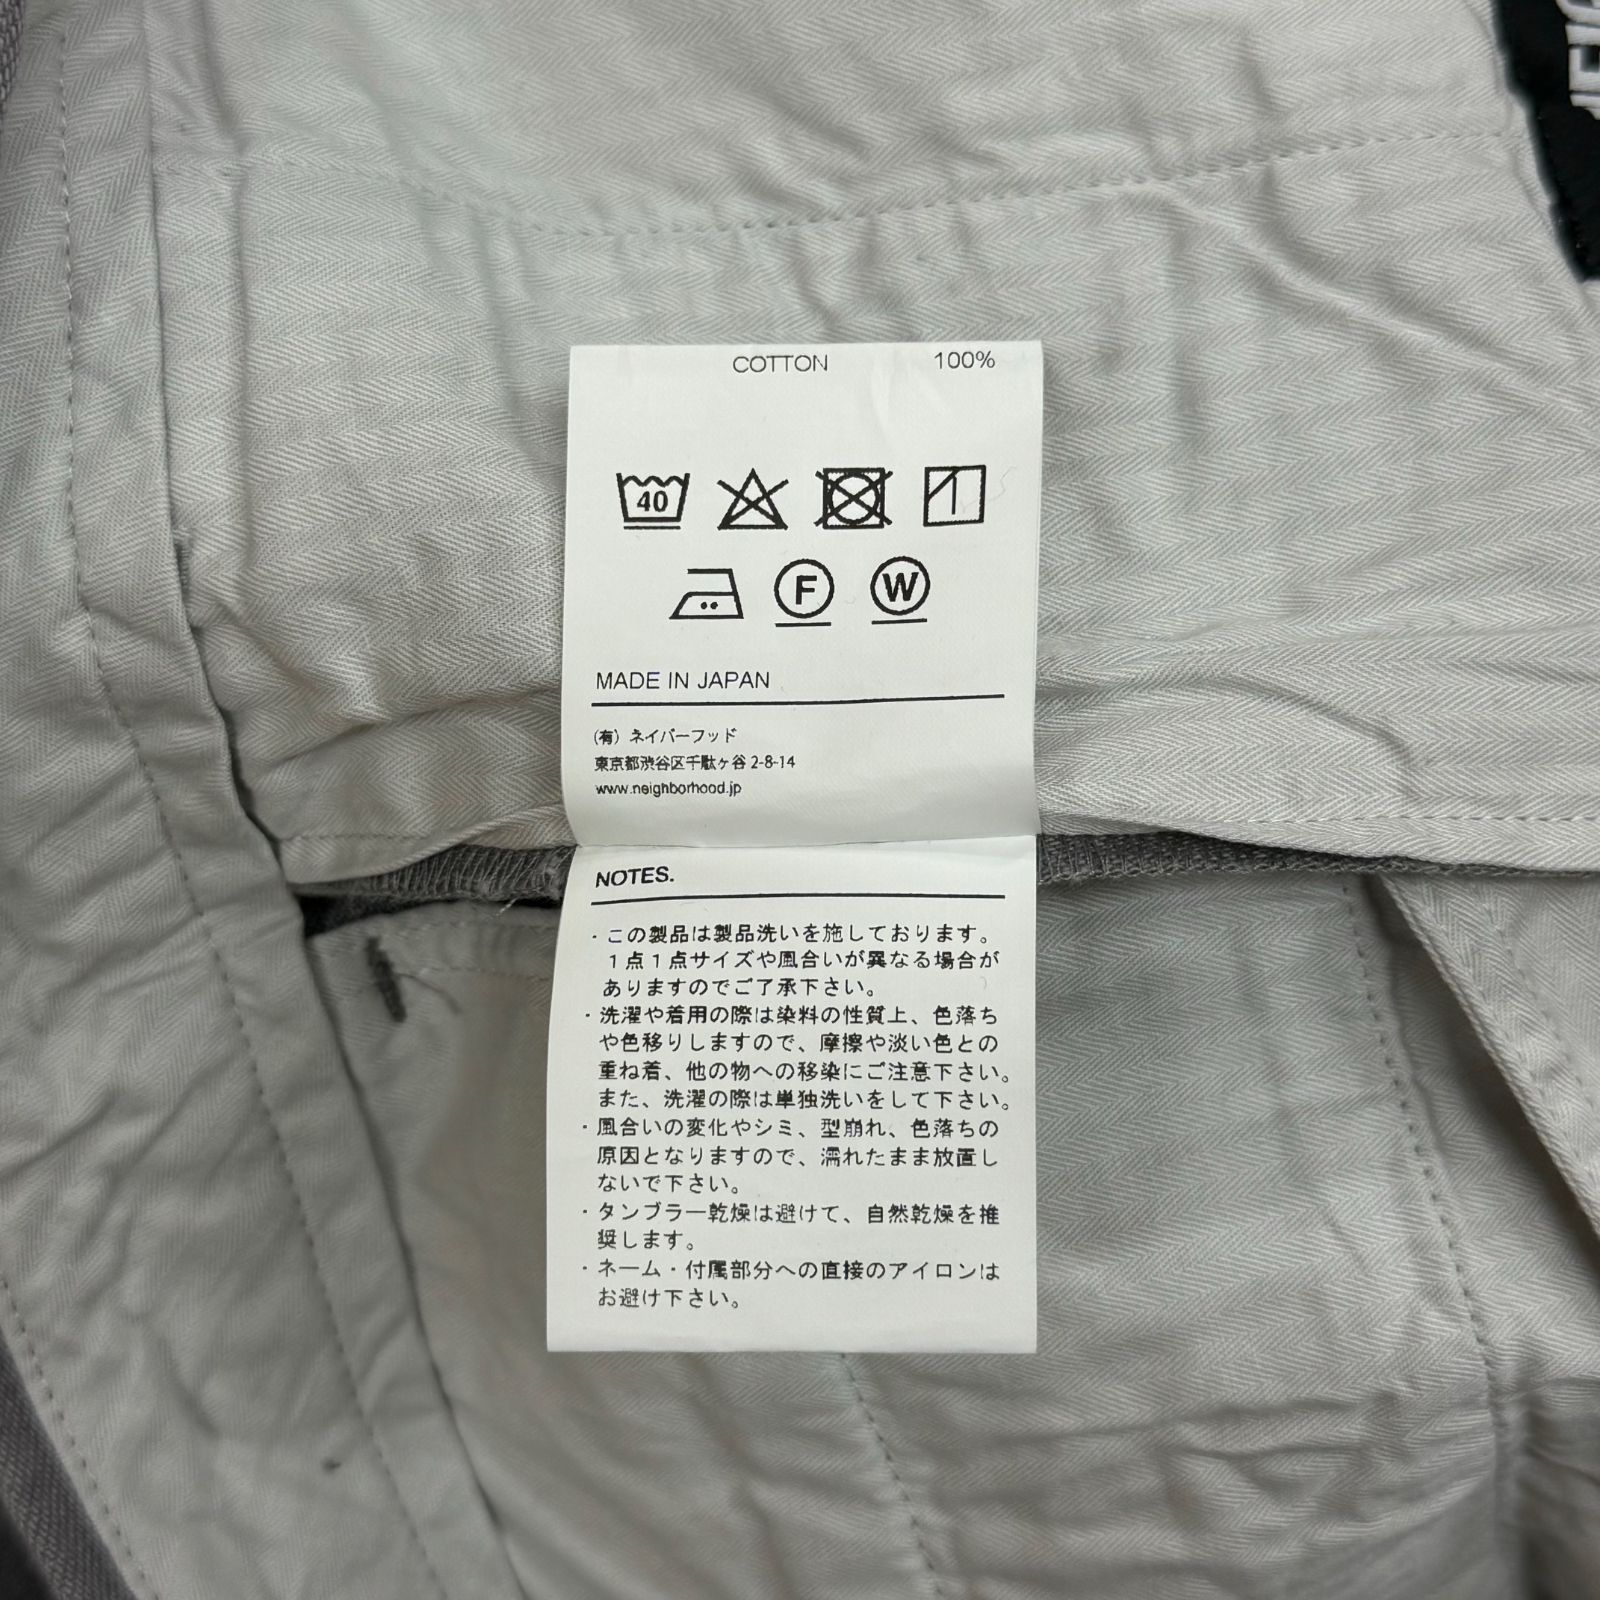 COTTON 100%
40
F W
MADE IN JAPAN
(有) ネイバーフッド
東京都渋谷区千駄ヶ谷 2-8-14
www.neighborhood.jp
NOTES.
・この製品は製品洗いを施しております。
１点１点サイズや風合いが異なる場合が
ありますのでご了承下さい。
・洗濯や着用の際は染料の性質上、色落ち
や色移りしますので、摩擦や淡い色との
重ね着、他の物への移染にご注意下さい。
また、洗濯の際は単独洗いをして下さい。
・風合いの変化やシミ、型崩れ、色落ちの
原因となりますので、濡れたまま放置し
ないで下さい。
・タンブラー乾燥は避けて、自然乾燥を推
奨します。
・ネーム・付属部分への直接のアイロンは
お避け下さい。